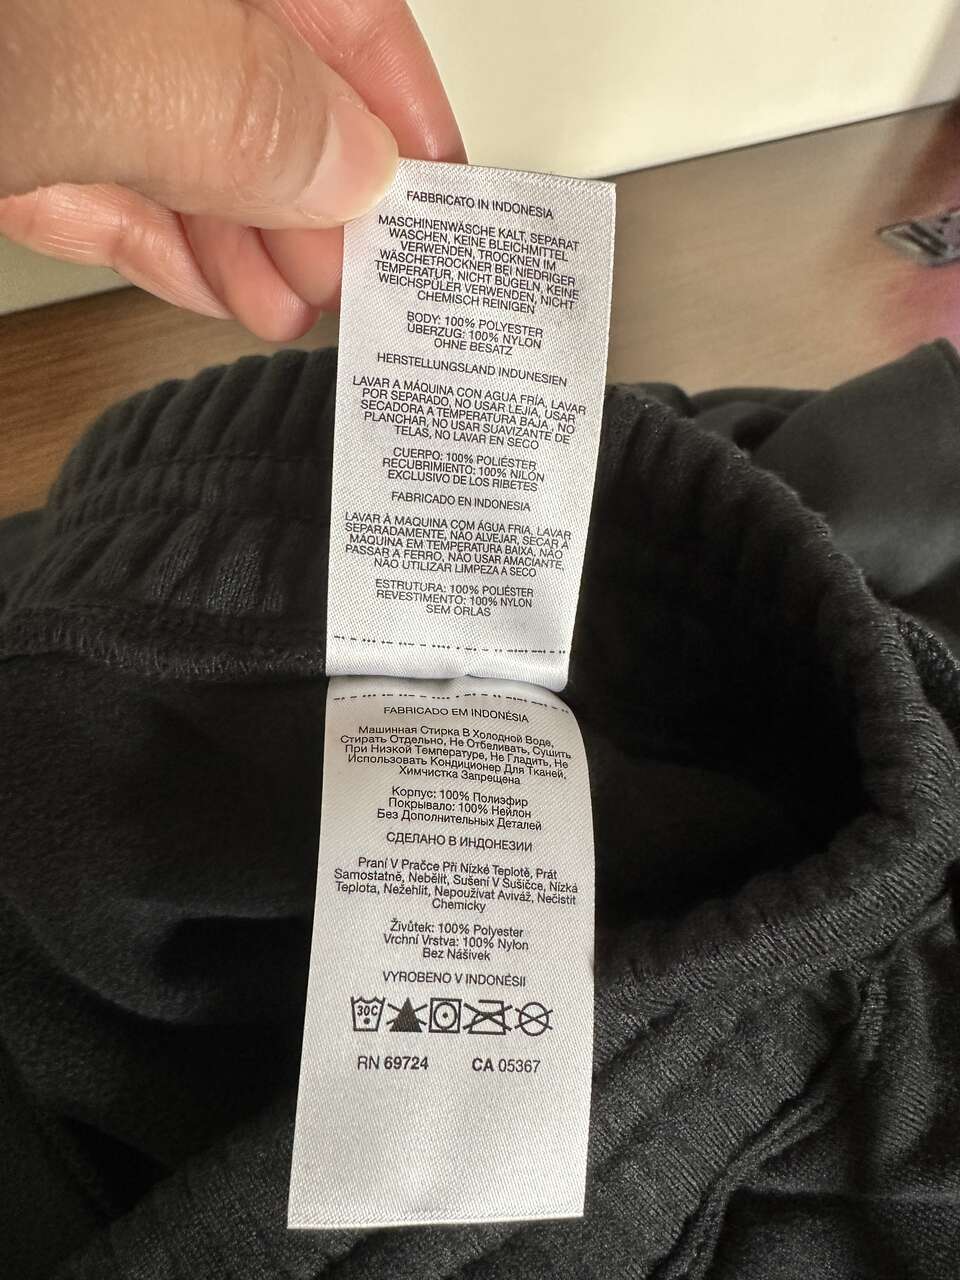 FABBRICATO IN INDONESIA
MASCHINENWÄSCHE KALT, SEPARAT
WASCHEN, KEINE BLEICHMITTEL
VERWENDEN, TROCKNEN IM
WÄSCHETROCKNER BEI NIEDRIGER
TEMPERATUR, NICHT BÜGELN, KEINE
WEICHSPÜLER VERWENDEN, NICHT
CHEMISCH REINIGEN
BODY: 100% POLYESTER
ÜBERZUG: 100% NYLON
OHNE BESATZ
HERSTELLUNGSLAND INDUNESIEN
LAVAR A MÁQUINA CON AGUA FRÍA, LAVAR
POR SEPARADO, NO USAR LEJÍA, USAR
SECADORA A TEMPERATURA BAJA , NO
PLANCHAR, NO USAR SUAVIZANTE DE
TELAS, NO LAVAR EN SECO
CUERPO: 100% POLIÉSTER
RECUBRIMIENTO: 100% NILÓN
EXCLUSIVO DE LOS RIBETES
FABRICADO EN INDONESIA
LAVAR À MAQUINA COM ÁGUA FRIA, LAVAR
SEPARADAMENTE, NÃO ALVEJAR, SECAR À
MAQUINA EM TEMPERATURA BAIXA, NÃO
PASSAR A FERRO, NÃO USAR AMACIANTE,
NÃO UTILIZAR LIMPEZA A SECO
ESTRUTURA: 100% POLYESTER
REVESTIMENTO: 100% NYLON
SEM ORLAS
FABRICADO EM INDONÉSIA
Машинная Стирка В Холодной Воде,
Стирать Отдельно, Не Отбеливать, Сушить
При Низкой Температуре, Не Гладить, Не
Использовать Кондиционер Для Тканей,
Химчистка Запрещена
Корпус: 100% Полиэфир
Покрывало: 100% Нейлон
Без Дополнительных Деталей
СДЕЛАНО В ИНДОНЕЗИИ
Praní V Pračce Při Nízké Teplotě, Prát
Samostatně, Nebělit, Sušení V Sušičce, Nízká
Teplota, Nežehlit, Nepoužívat Aviváž, Nečistit
Chemicky
Živůtek: 100% Polyester
Vrchní Vrstva: 100% Nylon
Bez Nášivek
VYROBENO V INDONÉSII
30C
RN 69724 CA 05367